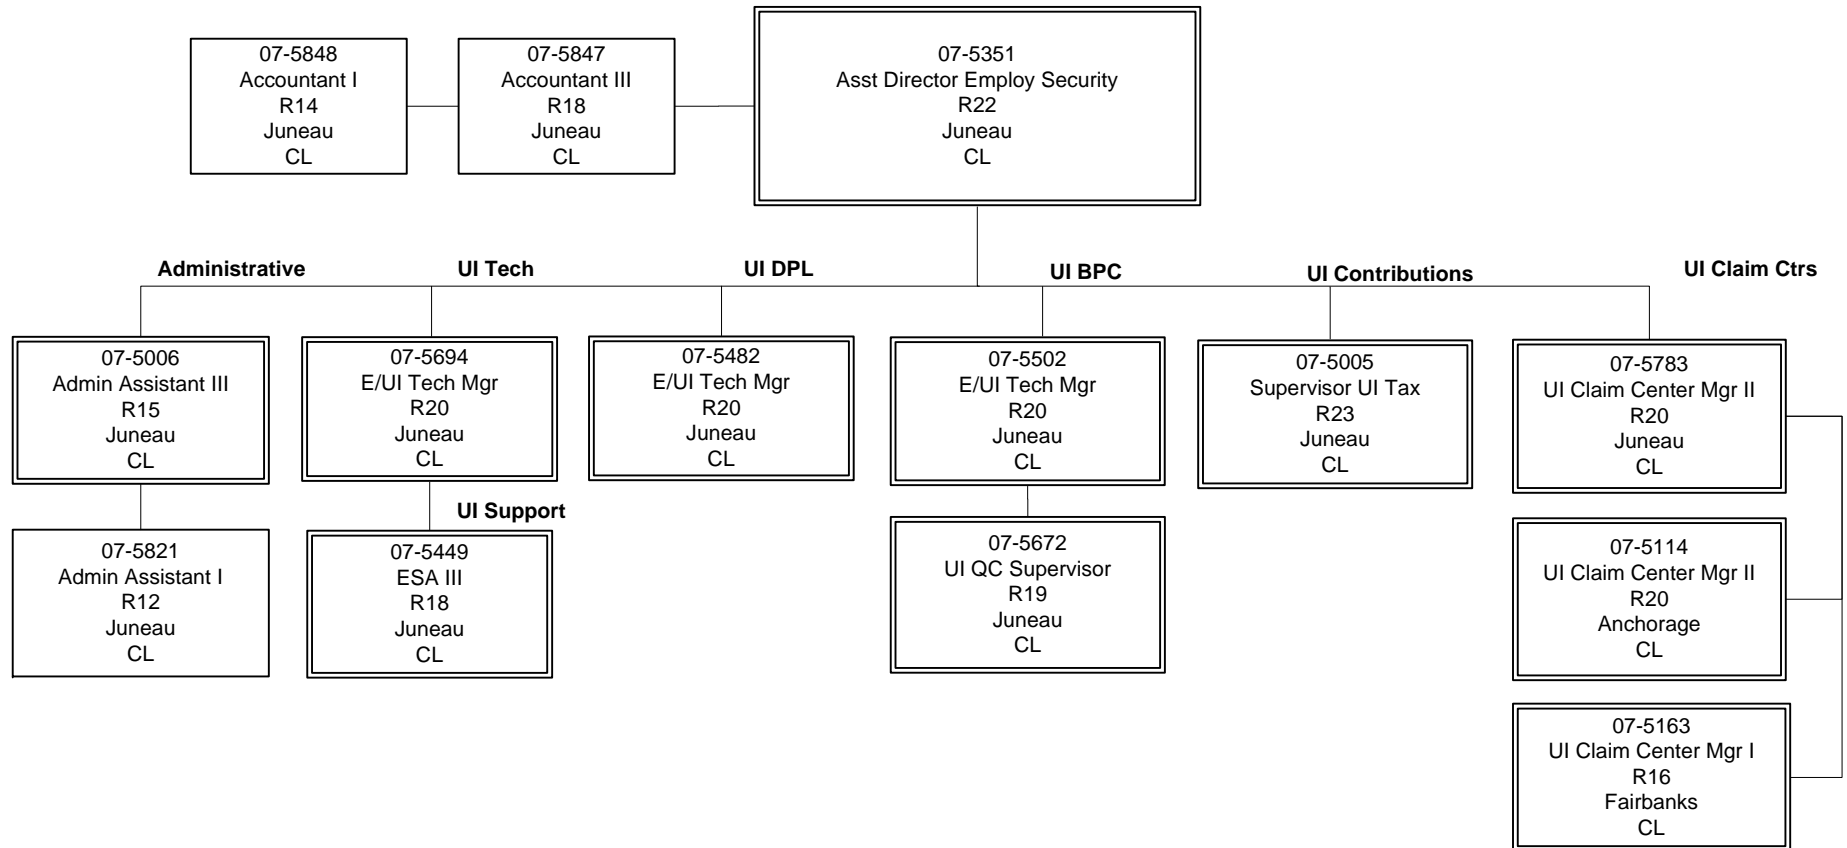 07-5848
Accountant I
R14
Juneau
CL
07-5847
Accountant III
R18
Juneau
CL
07-5351
Asst Director Employ Security
R22
Juneau
CL
Administrative
UI Tech
UI DPL
UI BPC
UI Contributions
UI Claim Ctrs
07-5006
Admin Assistant III
R15
Juneau
CL
07-5694
E/UI Tech Mgr
R20
Juneau
CL
07-5482
E/UI Tech Mgr
R20
Juneau
CL
07-5502
E/UI Tech Mgr
R20
Juneau
CL
07-5005
Supervisor UI Tax
R23
Juneau
CL
07-5783
UI Claim Center Mgr II
R20
Juneau
CL
UI Support
07-5821
Admin Assistant I
R12
Juneau
CL
07-5449
ESA III
R18
Juneau
CL
07-5672
UI QC Supervisor
R19
Juneau
CL
07-5114
UI Claim Center Mgr II
R20
Anchorage
CL
07-5163
UI Claim Center Mgr I
R16
Fairbanks
CL